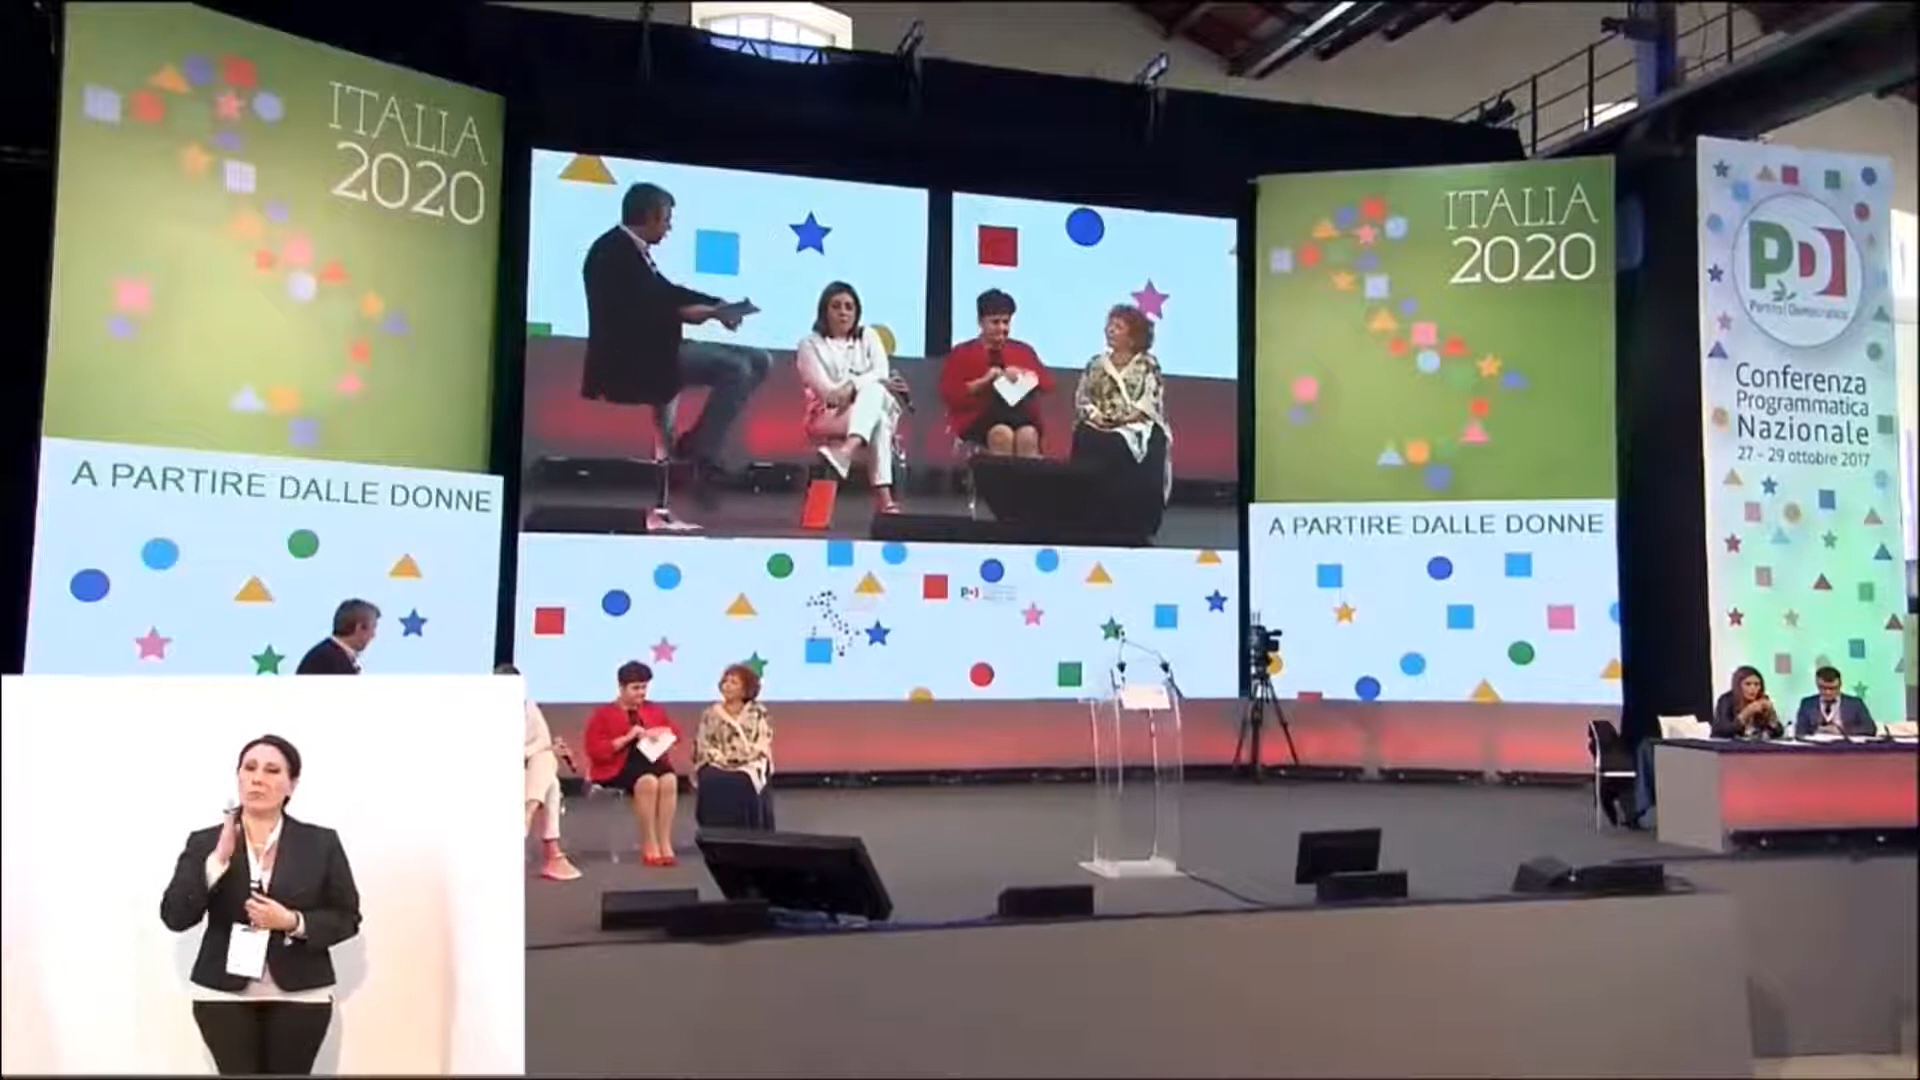 ITALIA
2020
A PARTIRE DALLE DONNE
PD
ITALIA
2020
A PARTIRE DALLE DONNE
PD
Partito Democratico
Conferenza
Programmatica
Nazionale
27 - 29 ottobre 2017